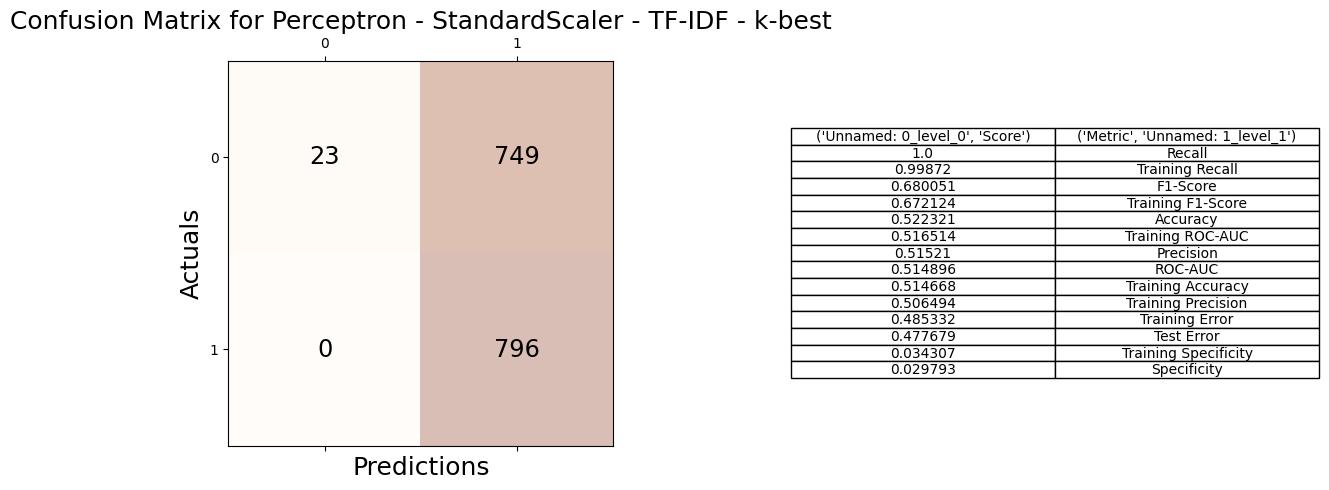 Confusion Matrix for Perceptron - StandardScaler - TF-IDF - k-best
0 1
0 23 749
1 0 796
Actuals
Predictions
('Unnamed: 0_level_0', 'Score') ('Metric', 'Unnamed: 1_level_1')
1.0 Recall
0.99872 Training Recall
0.680051 F1-Score
0.672124 Training F1-Score
0.522321 Accuracy
0.516514 Training ROC-AUC
0.51521 Precision
0.514896 ROC-AUC
0.514668 Training Accuracy
0.506494 Training Precision
0.485332 Training Error
0.477679 Test Error
0.034307 Training Specificity
0.029793 Specificity